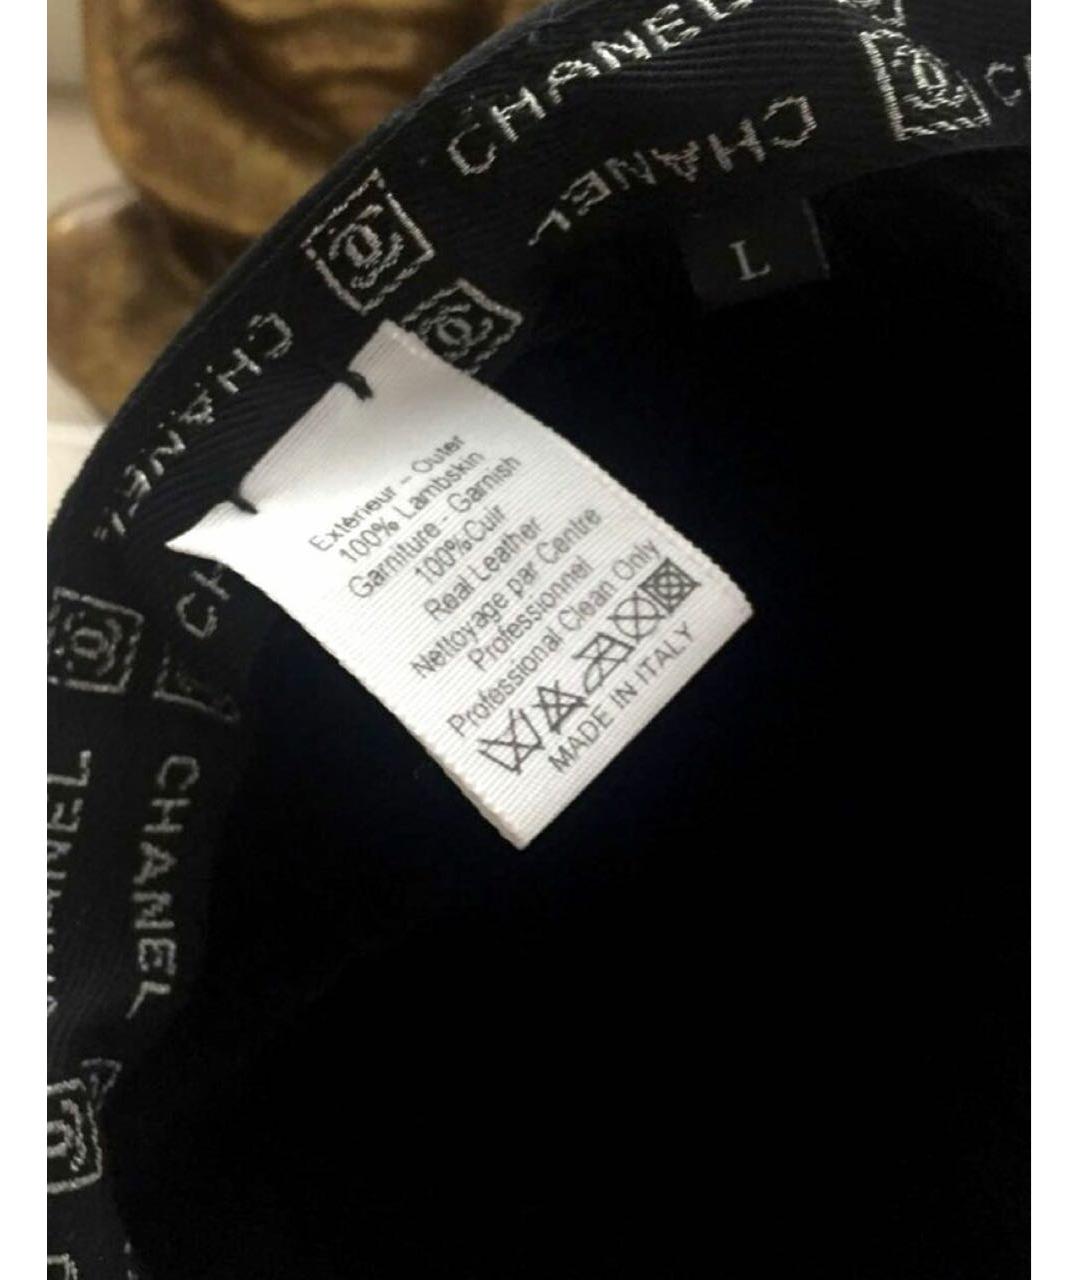 CHANEL
CHANEL
L
CHANEL
CH
CHANEL
Extérieur - Outer
100% Lambskin
Garniture - Garnish
100% Cuir
Real Leather
Nettoyage par Centre
Professionnel
Professional Clean Only
MADE IN ITALY